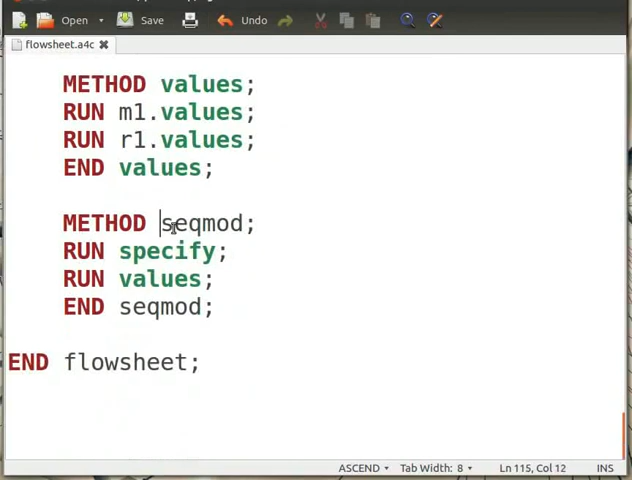 Open Save Undo
flowsheet.a4c
METHOD values;
RUN m1.values;
RUN r1.values;
END values;
METHOD seqmod;
RUN specify;
RUN values;
END seqmod;
END flowsheet;
ASCEND Tab Width: 8 Ln 115, Col 12 INS